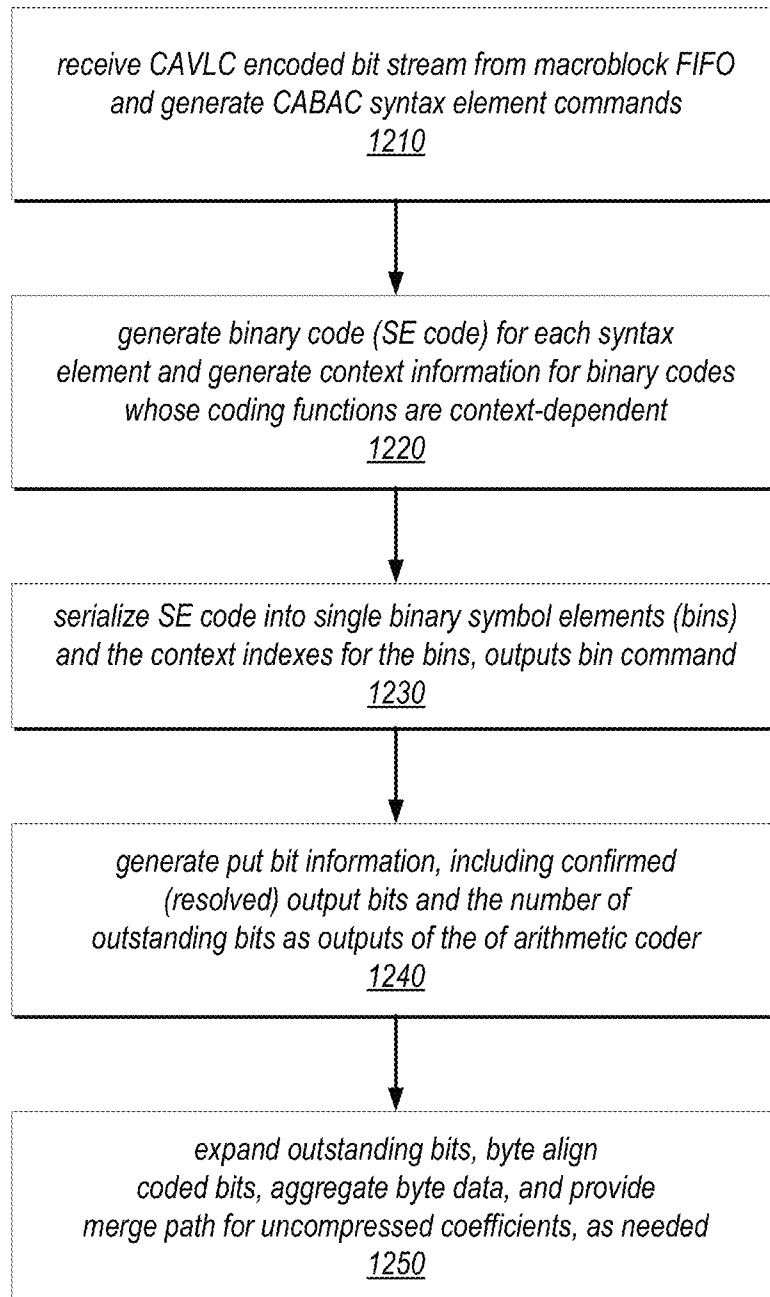 receive CAVLC encoded bit stream from macroblock FIFO
and generate CABAC syntax element commands
1210
generate binary code (SE code) for each syntax
element and generate context information for binary codes
whose coding functions are context-dependent
1220
serialize SE code into single binary symbol elements (bins)
and the context indexes for the bins, outputs bin command
1230
generate put bit information, including confirmed
(resolved) output bits and the number of
outstanding bits as outputs of the of arithmetic coder
1240
expand outstanding bits, byte align
coded bits, aggregate byte data, and provide
merge path for uncompressed coefficients, as needed
1250